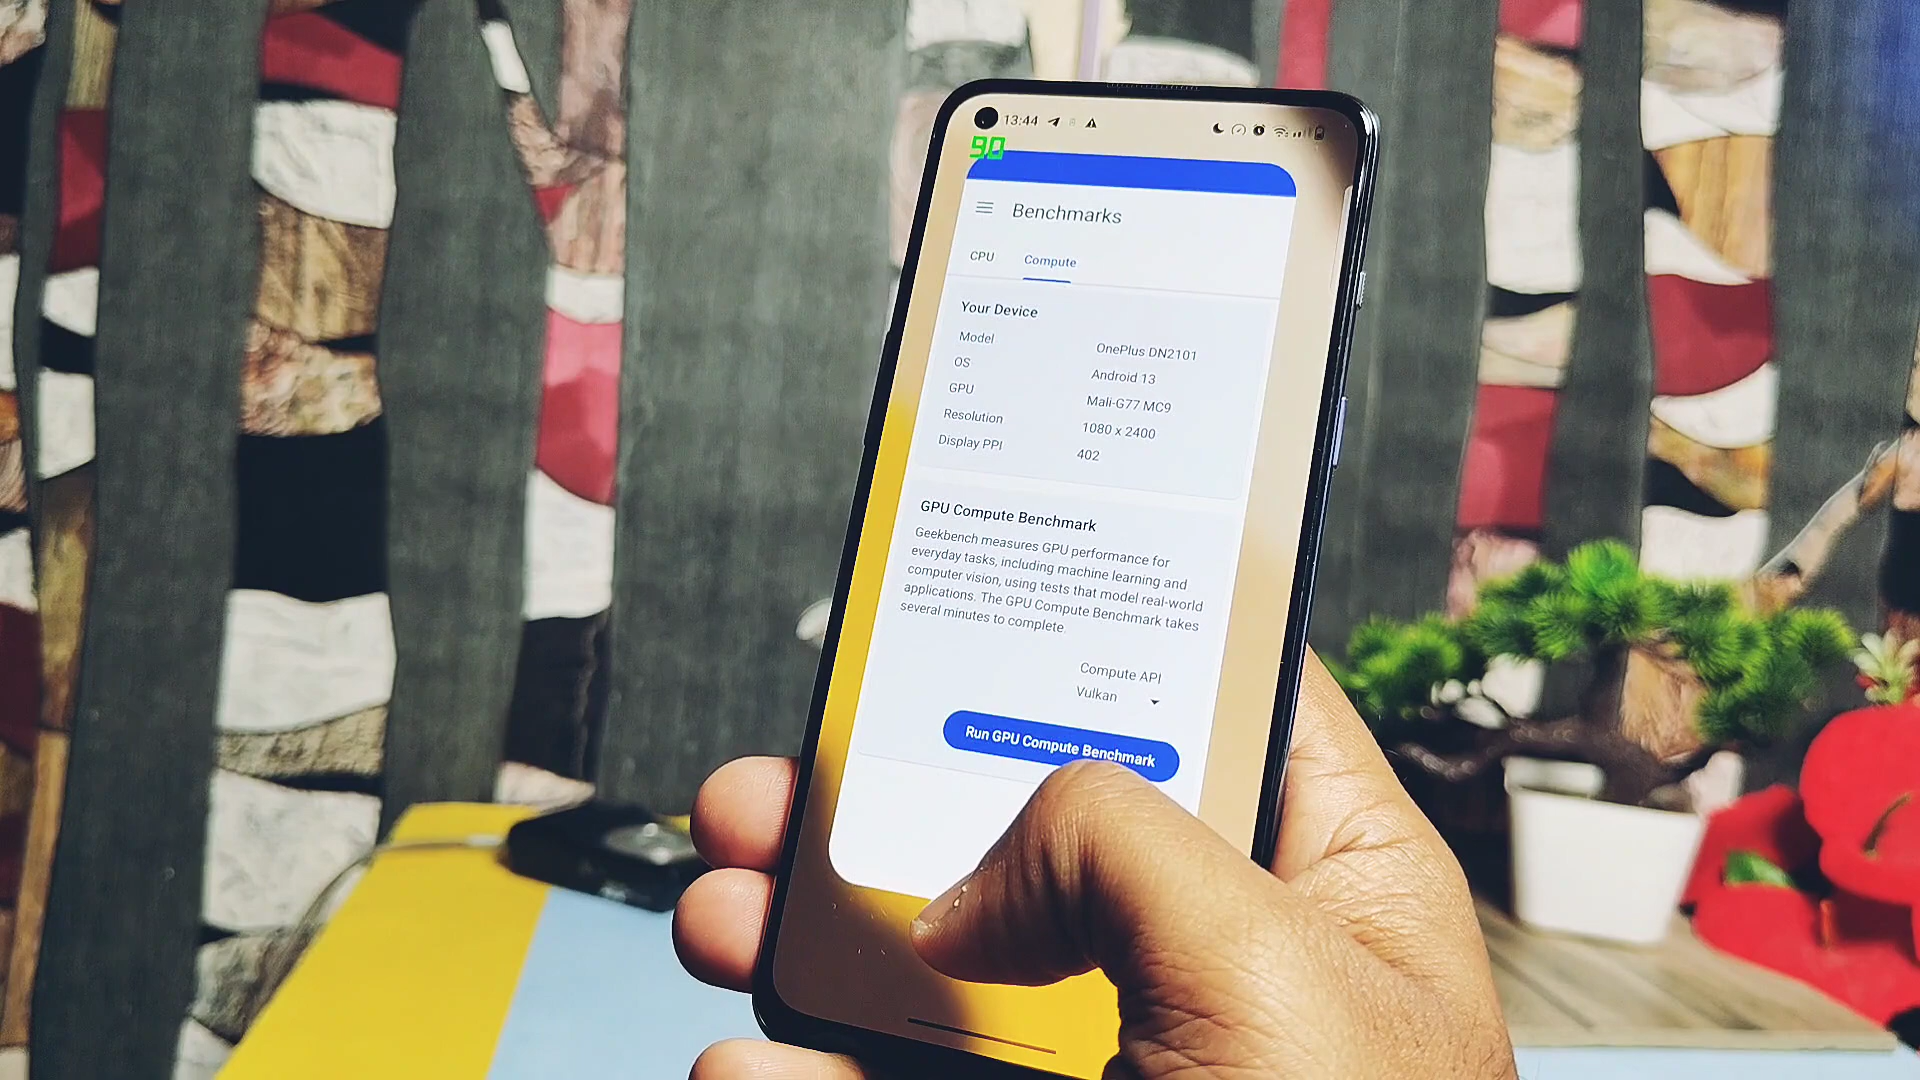 13:44
90
Benchmarks
CPU Compute
Your Device
Model OnePlus DN2101
OS Android 13
GPU Mali-G77 MC9
Resolution 1080 x 2400
Display PPI 402
GPU Compute Benchmark
Geekbench measures GPU performance for
everyday tasks, including machine learning and
computer vision, using tests that model real-world
applications. The GPU Compute Benchmark takes
several minutes to complete.
Compute API
Vulkan
Run GPU Compute Benchmark